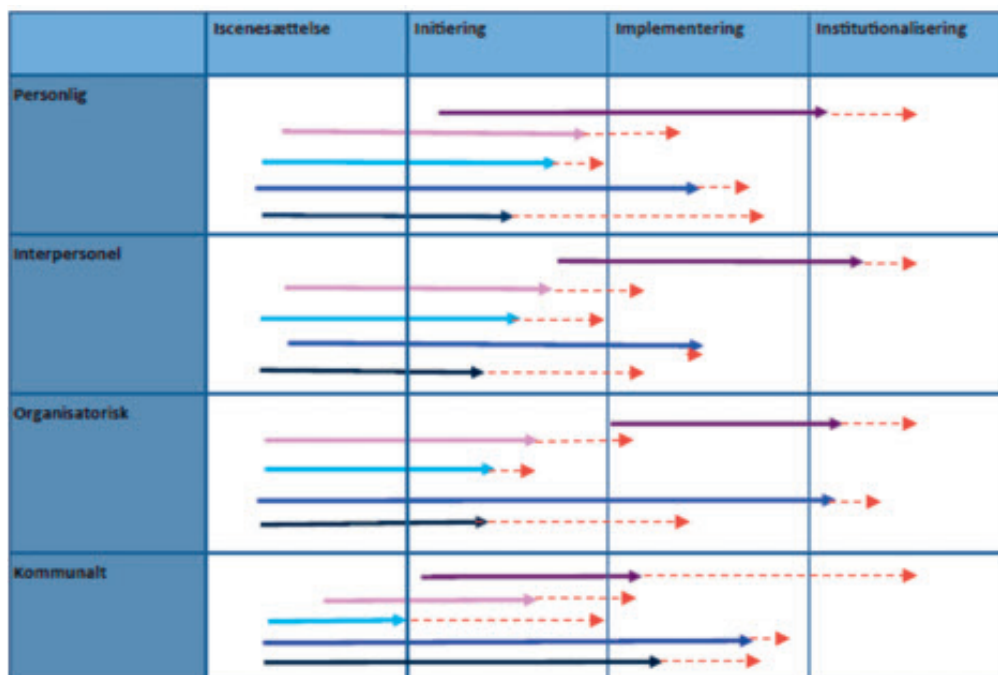 Iscenesættelse
Initiering
Implementering
Institutionalisering
Personlig
Interpersonel
Organisatorisk
Kommunalt